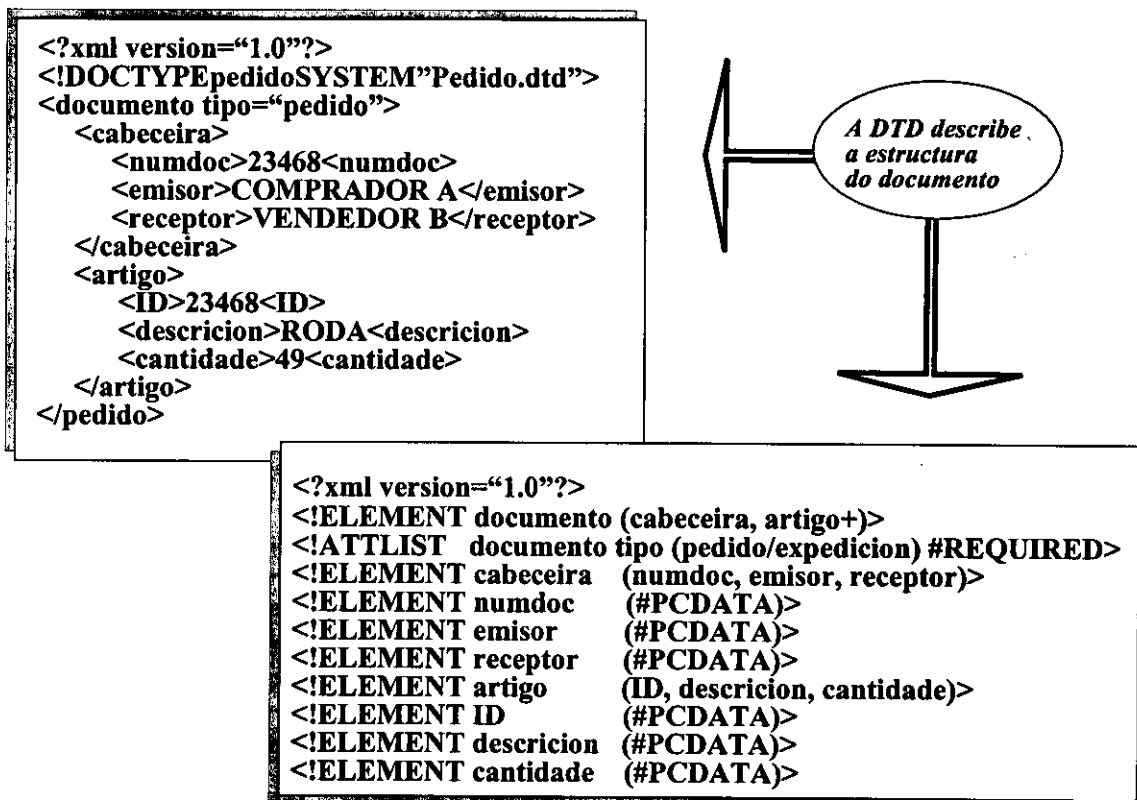 <?xml version=“1.0”?>
<!DOCTYPEpedidoSYSTEM”Pedido.dtd”>
<documento tipo=“pedido”>
<cabeceira>
<numdoc>23468<numdoc>
<emisor>COMPRADOR A</emisor>
<receptor>VENDEDOR B</receptor>
</cabeceira>
<artigo>
<ID>23468<ID>
<descricion>RODA<descricion>
<cantidade>49<cantidade>
</artigo>
</pedido>
A DTD describe
a estructura
do documento
<?xml version=“1.0”?>
<!ELEMENT documento (cabeceira, artigo+)>
<!ATTLIST documento tipo (pedido/expedicion) #REQUIRED>
<!ELEMENT cabeceira (numdoc, emisor, receptor)>
<!ELEMENT numdoc (#PCDATA)>
<!ELEMENT emisor (#PCDATA)>
<!ELEMENT receptor (#PCDATA)>
<!ELEMENT artigo (ID, descricion, cantidade)>
<!ELEMENT ID (#PCDATA)>
<!ELEMENT descricion (#PCDATA)>
<!ELEMENT cantidade (#PCDATA)>